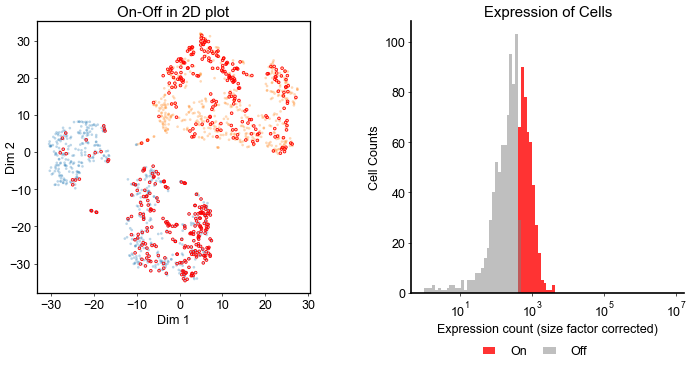 On-Off in 2D plot
30
20
10
0
−10
−20
−30
Dim 2
−30 −20 −10 0 10 20 30
Dim 1
Expression of Cells
100
80
60
40
20
0
Cell Counts
10^1 10^3 10^5 10^7
Expression count (size factor corrected)
On Off